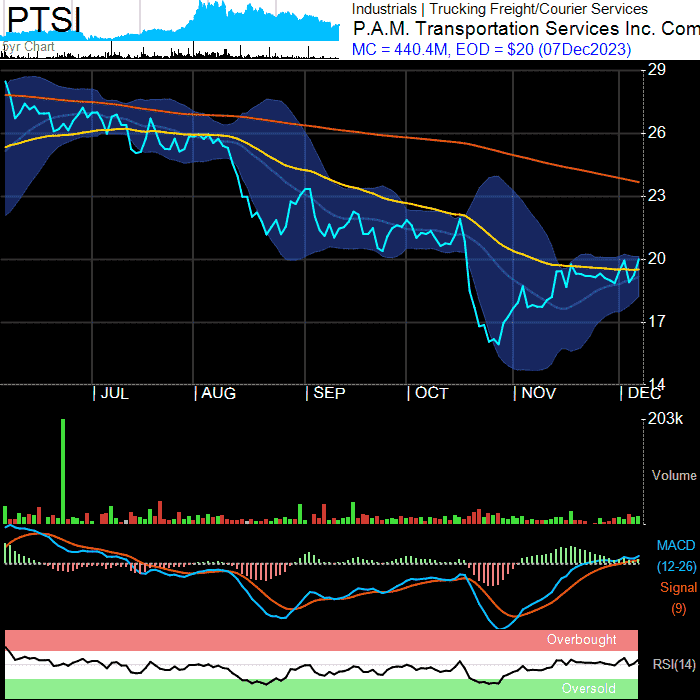 PTSI
5yr Chart
Industrials | Trucking Freight/Courier Services
P.A.M. Transportation Services Inc. Com
MC = 440.4M, EOD = $20 (07Dec2023)
29
26
23
20
17
14
JUL
AUG
SEP
OCT
NOV
DEC
203k
Volume
MACD
(12-26)
Signal
(9)
Overbought
RSI(14)
Oversold